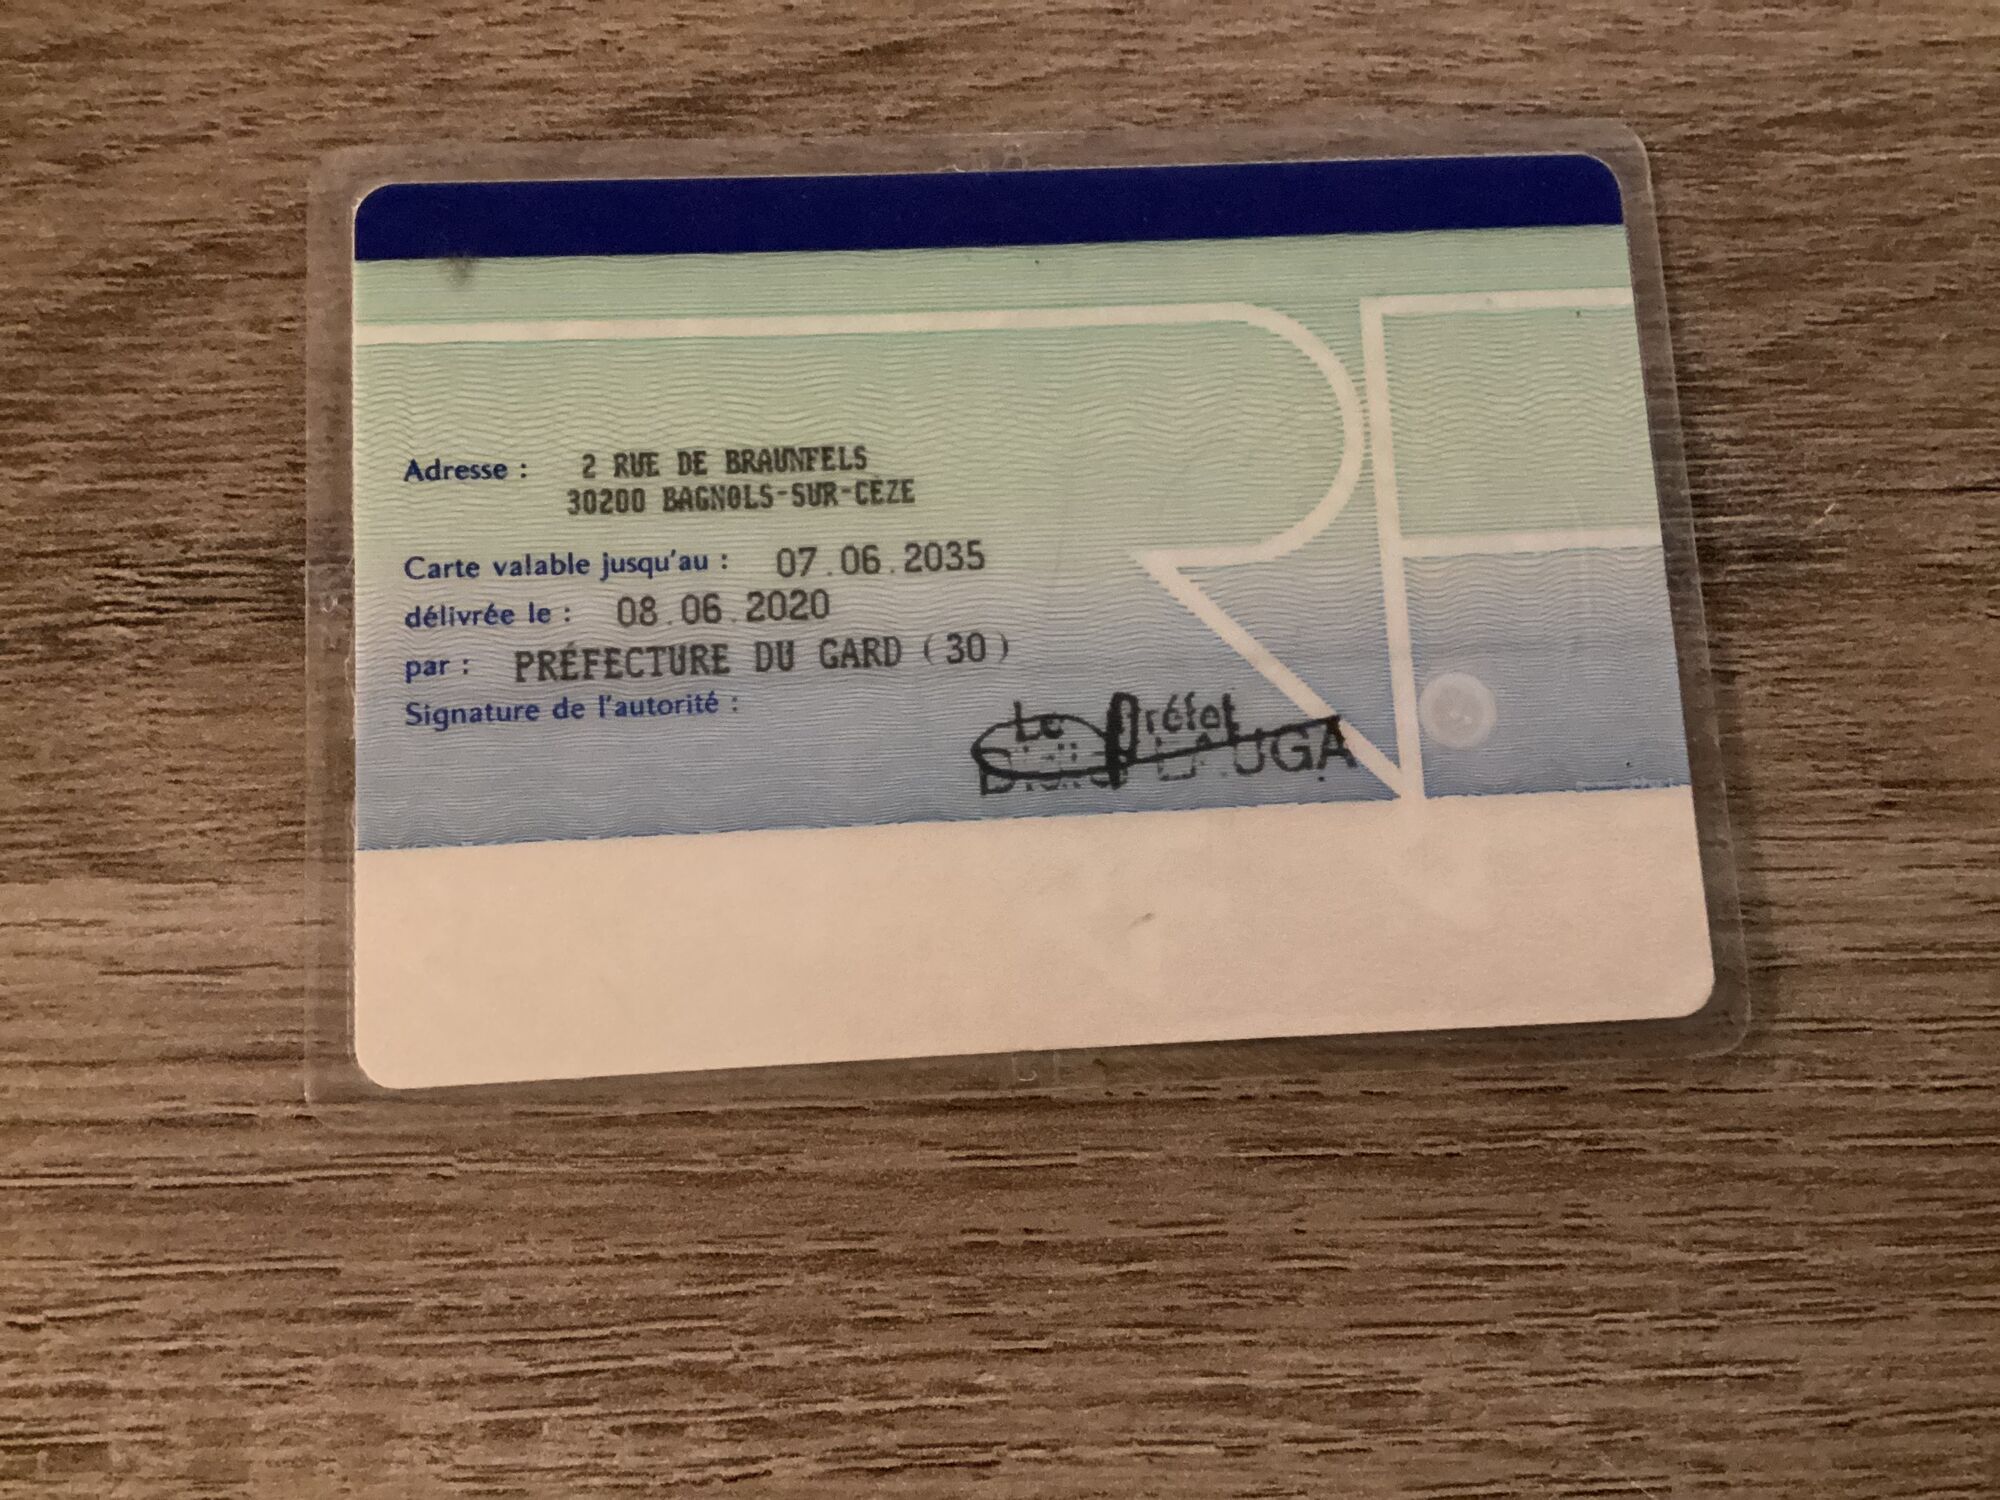 Adresse : 2 RUE DE BRAUNFELS
30200 BAGNOLS-SUR-CÈZE
Carte valable jusqu'au : 07.06.2035
délivrée le : 08.06.2020
par : PRÉFECTURE DU GARD (30)
Signature de l'autorité :
Le Préfet